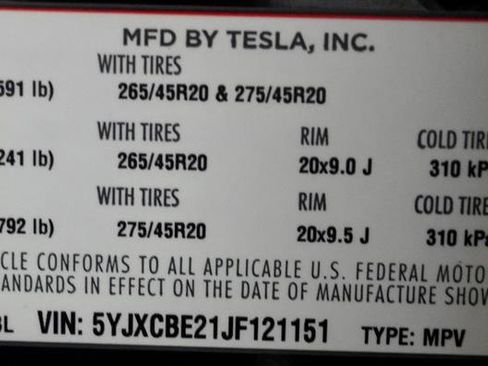 MFD BY TESLA, INC.
WITH TIRES
591 lb) 265/45R20 & 275/45R20
WITH TIRES RIM COLD TIR
241 lb) 265/45R20 20x9.0 J 310 kP
WITH TIRES RIM COLD TIRE
792 lb) 275/45R20 20x9.5 J 310 kPa
CLE CONFORMS TO ALL APPLICABLE U.S. FEDERAL MOTO
ANDARDS IN EFFECT ON THE DATE OF MANUFACTURE SHOW
BL VIN: 5YJXCBE21JF121151 TYPE: MPV